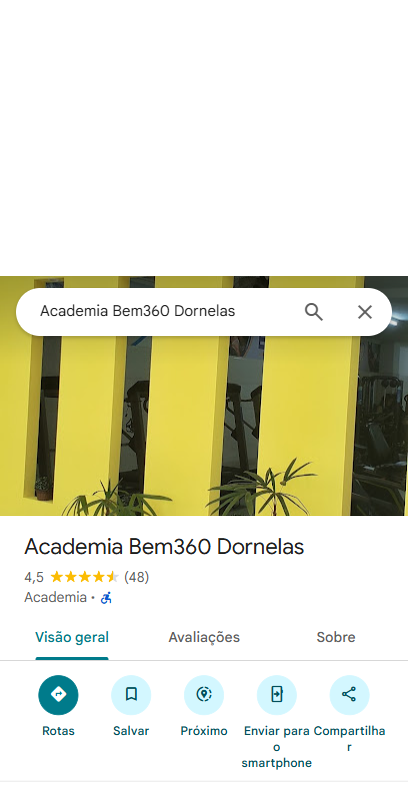 Academia Bem360 Dornelas
Academia Bem360 Dornelas
4,5 (48)
Academia ·
Visão geral Avaliações Sobre
Rotas Salvar Próximo Enviar para o smartphone Compartilhar